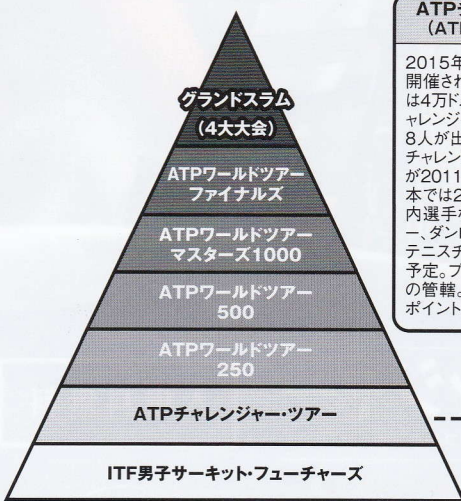 グランドスラム
(4大大会)
ATPワールドツアー
ファイナルズ
ATPワールドツアー
マスターズ1000
ATPワールドツアー
500
ATPワールドツアー
250
ATPチャレンジャー・ツアー
ITF男子サーキット・フューチャーズ
ATPチ
(ATP
2015年
開催され
は4万ド
ャレンジ
8人が出
チャレン
が2011
本では2
内選手
ー、ダン
テニスチ
予定。
の管轄。
ポイント